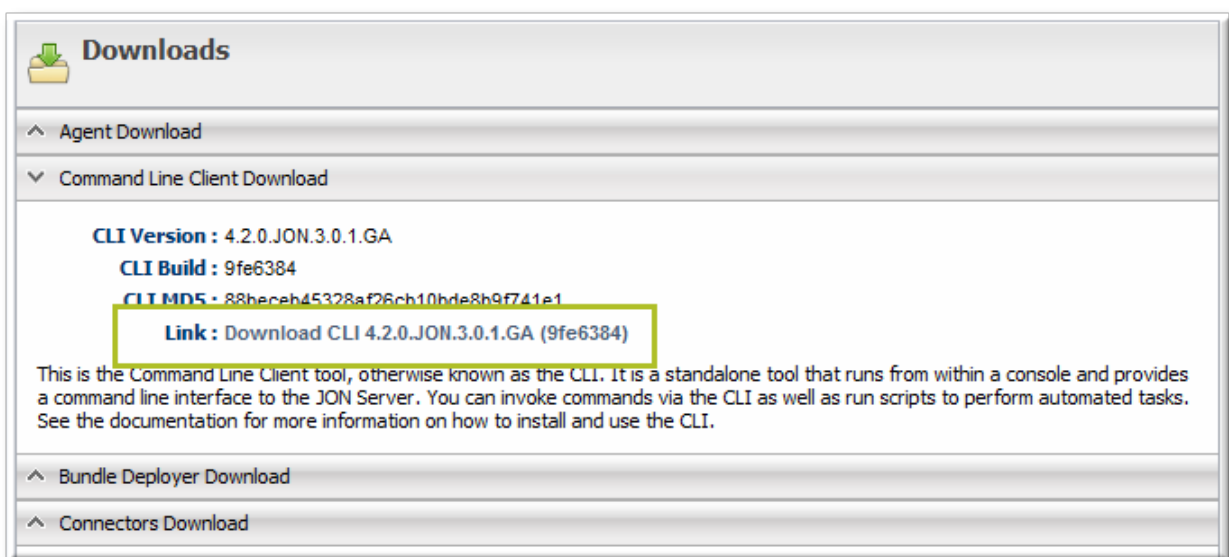 Downloads
Agent Download
Command Line Client Download
CLI Version : 4.2.0.JON.3.0.1.GA
CLI Build : 9fe6384
CLI MD5 : 88beceb45328af26cb10bde8b9f741e1
Link : Download CLI 4.2.0.JON.3.0.1.GA (9fe6384)
This is the Command Line Client tool, otherwise known as the CLI. It is a standalone tool that runs from within a console and provides
a command line interface to the JON Server. You can invoke commands via the CLI as well as run scripts to perform automated tasks.
See the documentation for more information on how to install and use the CLI.
Bundle Deployer Download
Connectors Download